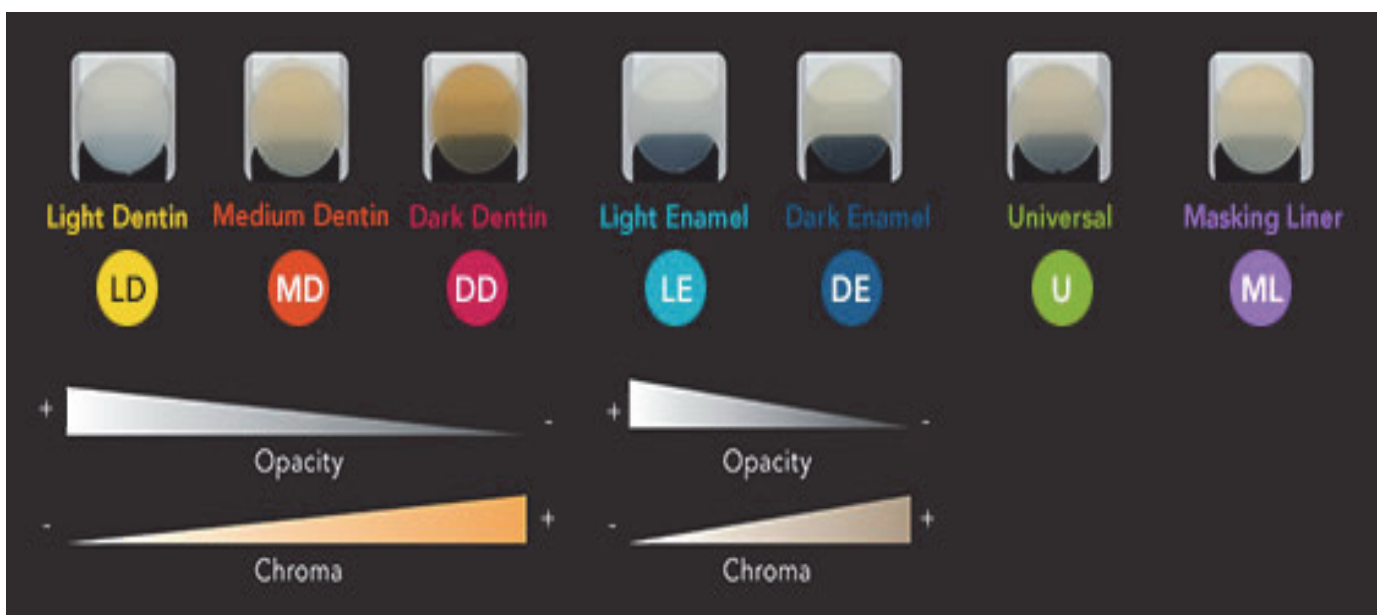 Light Dentin Medium Dentin Dark Dentin Light Enamel Dark Enamel Universal Masking Liner
LD MD DD LE DE U ML
+ - + -
Opacity Opacity
- + - +
Chroma Chroma